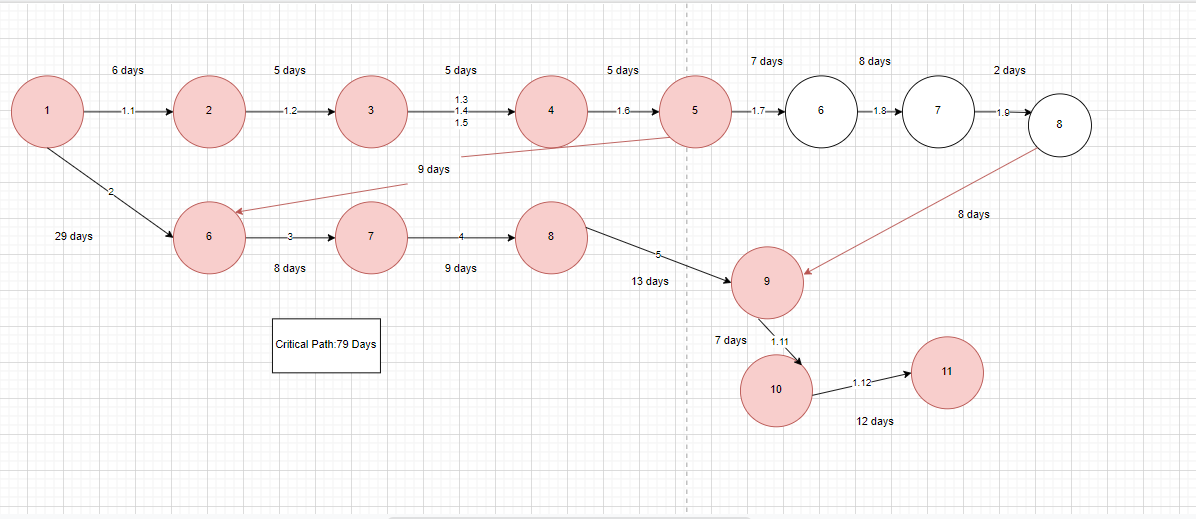 6 days
5 days
5 days
5 days
7 days
8 days
2 days
1
1.1
2
1.2
3
1.3
1.4
1.5
4
1.6
5
1.7
6
1.8
7
1.9
8
9 days
2
29 days
6
3
8 days
7
4
9 days
8
5
13 days
8 days
9
Critical Path:79 Days
7 days
1.11
10
1.12
11
12 days